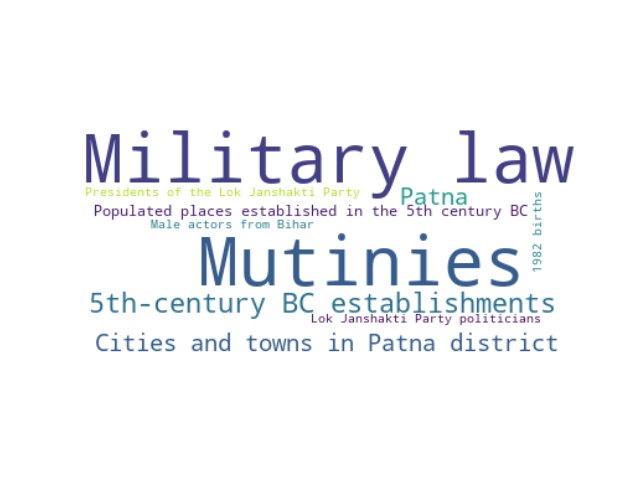 Military law
Presidents of the Lok Janshakti Party
Patna
Populated places established in the 5th century BC
1982 births
Male actors from Bihar
Mutinies
5th-century BC establishments
Lok Janshakti Party politicians
Cities and towns in Patna district